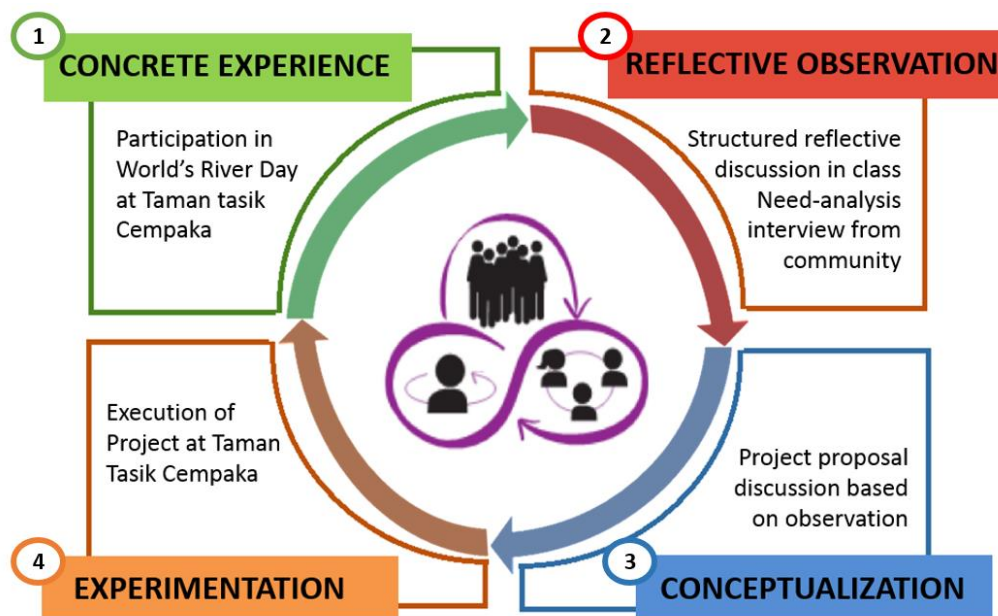 1
CONCRETE EXPERIENCE
Participation in
World's River Day
at Taman tasik
Cempaka
2
REFLECTIVE OBSERVATION
Structured reflective
discussion in class
Need-analysis
interview from
community
3
CONCEPTUALIZATION
Project proposal
discussion based
on observation
4
EXPERIMENTATION
Execution of
Project at Taman
Tasik Cempaka